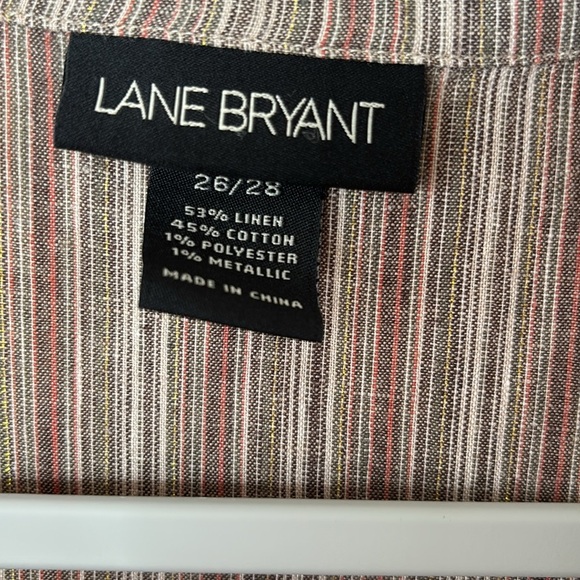 LANE BRYANT
26/28
53% LINEN
45% COTTON
1% POLYESTER
1% METALLIC
MADE IN CHINA